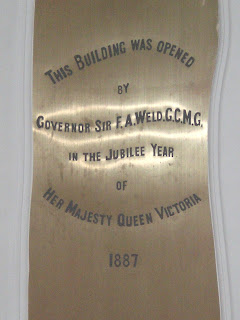 THIS BUILDING WAS OPENED
BY
GOVERNOR SIR F.A.WELD.G.C.M.G.
IN THE JUBILEE YEAR
OF
HER MAJESTY QUEEN VICTORIA
1887